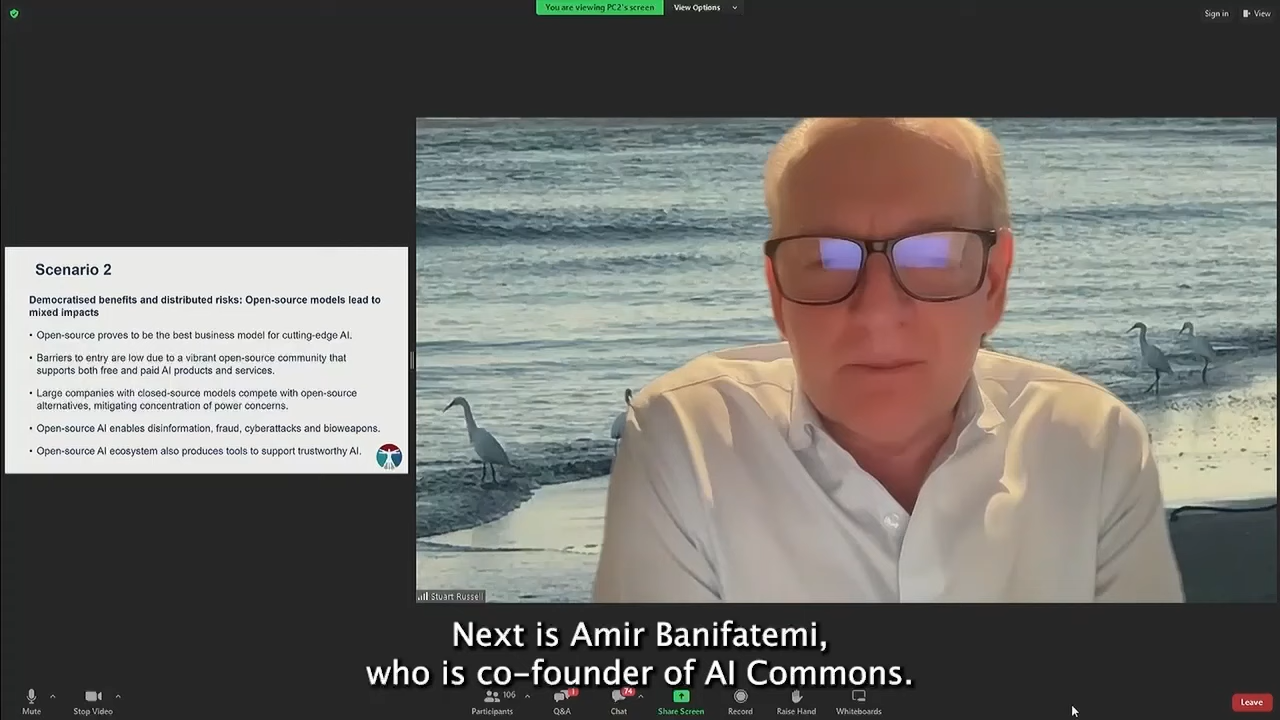 You are viewing PC2's screen
View Options
Sign in
View
Scenario 2
Democratised benefits and distributed risks: Open-source models lead to
mixed impacts
• Open-source proves to be the best business model for cutting-edge AI.
• Barriers to entry are low due to a vibrant open-source community that
supports both free and paid AI products and services.
• Large companies with closed-source models compete with open-source
alternatives, mitigating concentration of power concerns.
• Open-source AI enables disinformation, fraud, cyberattacks and bioweapons.
• Open-source AI ecosystem also produces tools to support trustworthy AI.
Stuart Russell
Next is Amir Banifatemi,
who is co-founder of AI Commons.
106
1
74
Mute
Stop Video
Participants
Q&A
Chat
Share Screen
Record
Raise Hand
Whiteboards
Leave